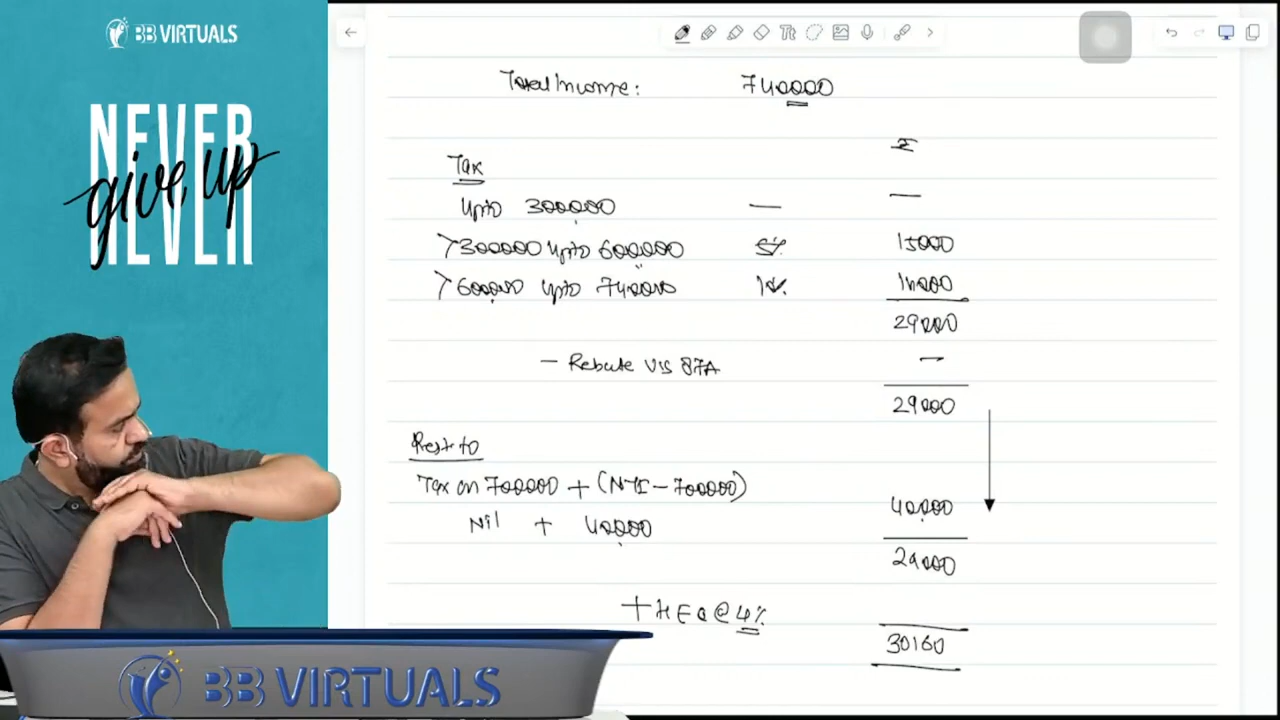 BB VIRTUALS
NEVER
give up
NEVER
Total Income: 740000
₹
Tax
upto 300000 — —
>300000 upto 600000 5% 15000
>600000 upto 740000 10% 14000
29000
- Rebate u/s 87A —
29000
Rest to
Tax on 700000 + (NTI - 700000)
Nil + 40000 40000
29000
+ HEC @ 4%
30160
BB VIRTUALS